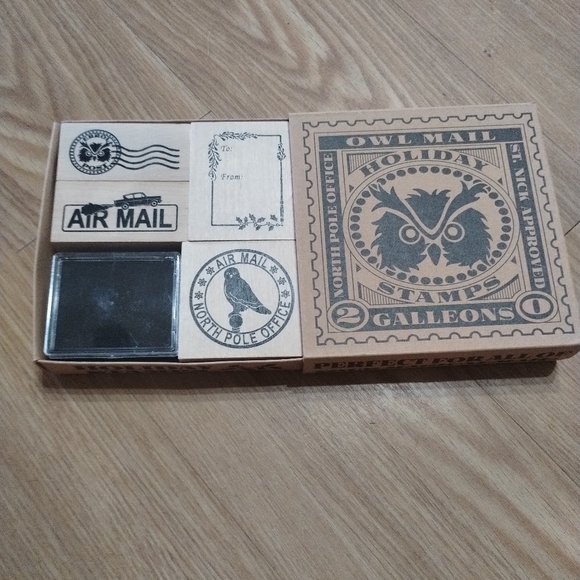 To:
From
AIR MAIL
AIR MAIL
NORTH POLE OFFICE
OWL MAIL
NORTH POLE OFFICE
HOLIDAY
STAMPS
ST. NICK APPROVED
2 GALLEONS 0
PERFECT FOR ALL